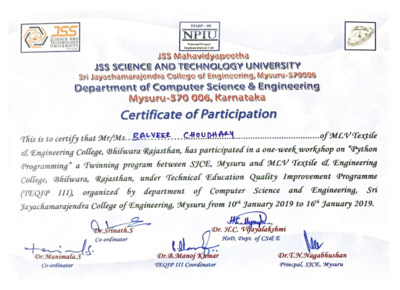 JSS
SCIENCE AND
TECHNOLOGY
UNIVERSITY
TEQIP - III
NPIU
National Project
Implementation Unit
JSS Mahavidyapeetha
JSS SCIENCE AND TECHNOLOGY UNIVERSITY
Sri Jayachamarajendra College of Engineering, Mysuru-570006
Department of Computer Science & Engineering
Mysuru-570 006, Karnataka
Certificate of Participation
This is to certify that Mr/Ms. BALVEER CHOUDHARY of MLV Textile
& Engineering College, Bhilwara Rajasthan, has participated in a one-week workshop on "Python
Programming" a Twinning program between SJCE, Mysuru and MLV Textile & Engineering
College, Bhilwara, Rajasthan, under Technical Education Quality Improvement Programme
(TEQIP III), organized by department of Computer Science and Engineering, Sri
Jayachamarajendra College of Engineering, Mysuru from 10th January 2019 to 16th January 2019.
Dr.Srinath.S
Co-ordinator
Dr. H.C. Vijayalakshmi
HoD, Dept. of CS&E
Dr.Manimala.S
Co-ordinator
Dr.B.Manoj Kumar
TEQIP III Coordinator
Dr.T.N.Nagabhushan
Principal, SJCE, Mysuru